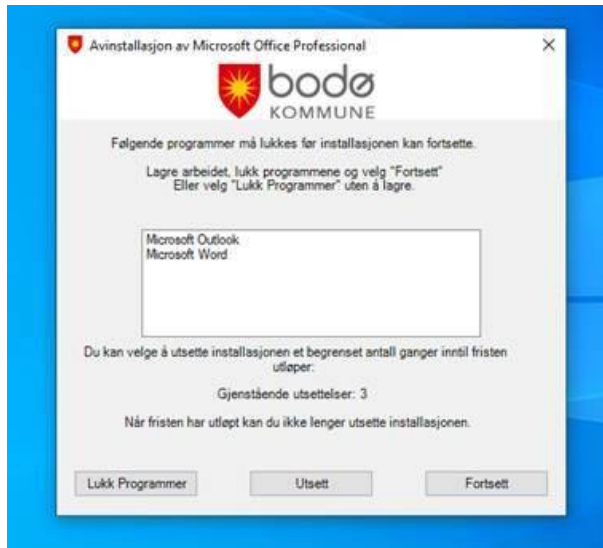 Avinstallasjon av Microsoft Office Professional
bodø
KOMMUNE
Følgende programmer må lukkes før installasjonen kan fortsette.
Lagre arbeidet, lukk programmene og velg "Fortsett"
Eller velg "Lukk Programmer" uten å lagre.
Microsoft Outlook
Microsoft Word
Du kan velge å utsette installasjonen et begrenset antall ganger inntil fristen
utløper:
Gjenstående utsettelser: 3
Når fristen har utløpt kan du ikke lenger utsette installasjonen.
Lukk Programmer
Utsett
Fortsett